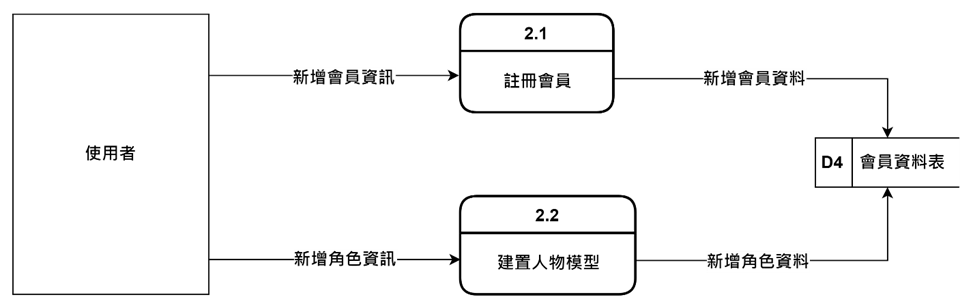 2.1
新增會員資訊
註冊會員
新增會員資料
使用者
D4
會員資料表
2.2
新增角色資訊
建置人物模型
新增角色資料